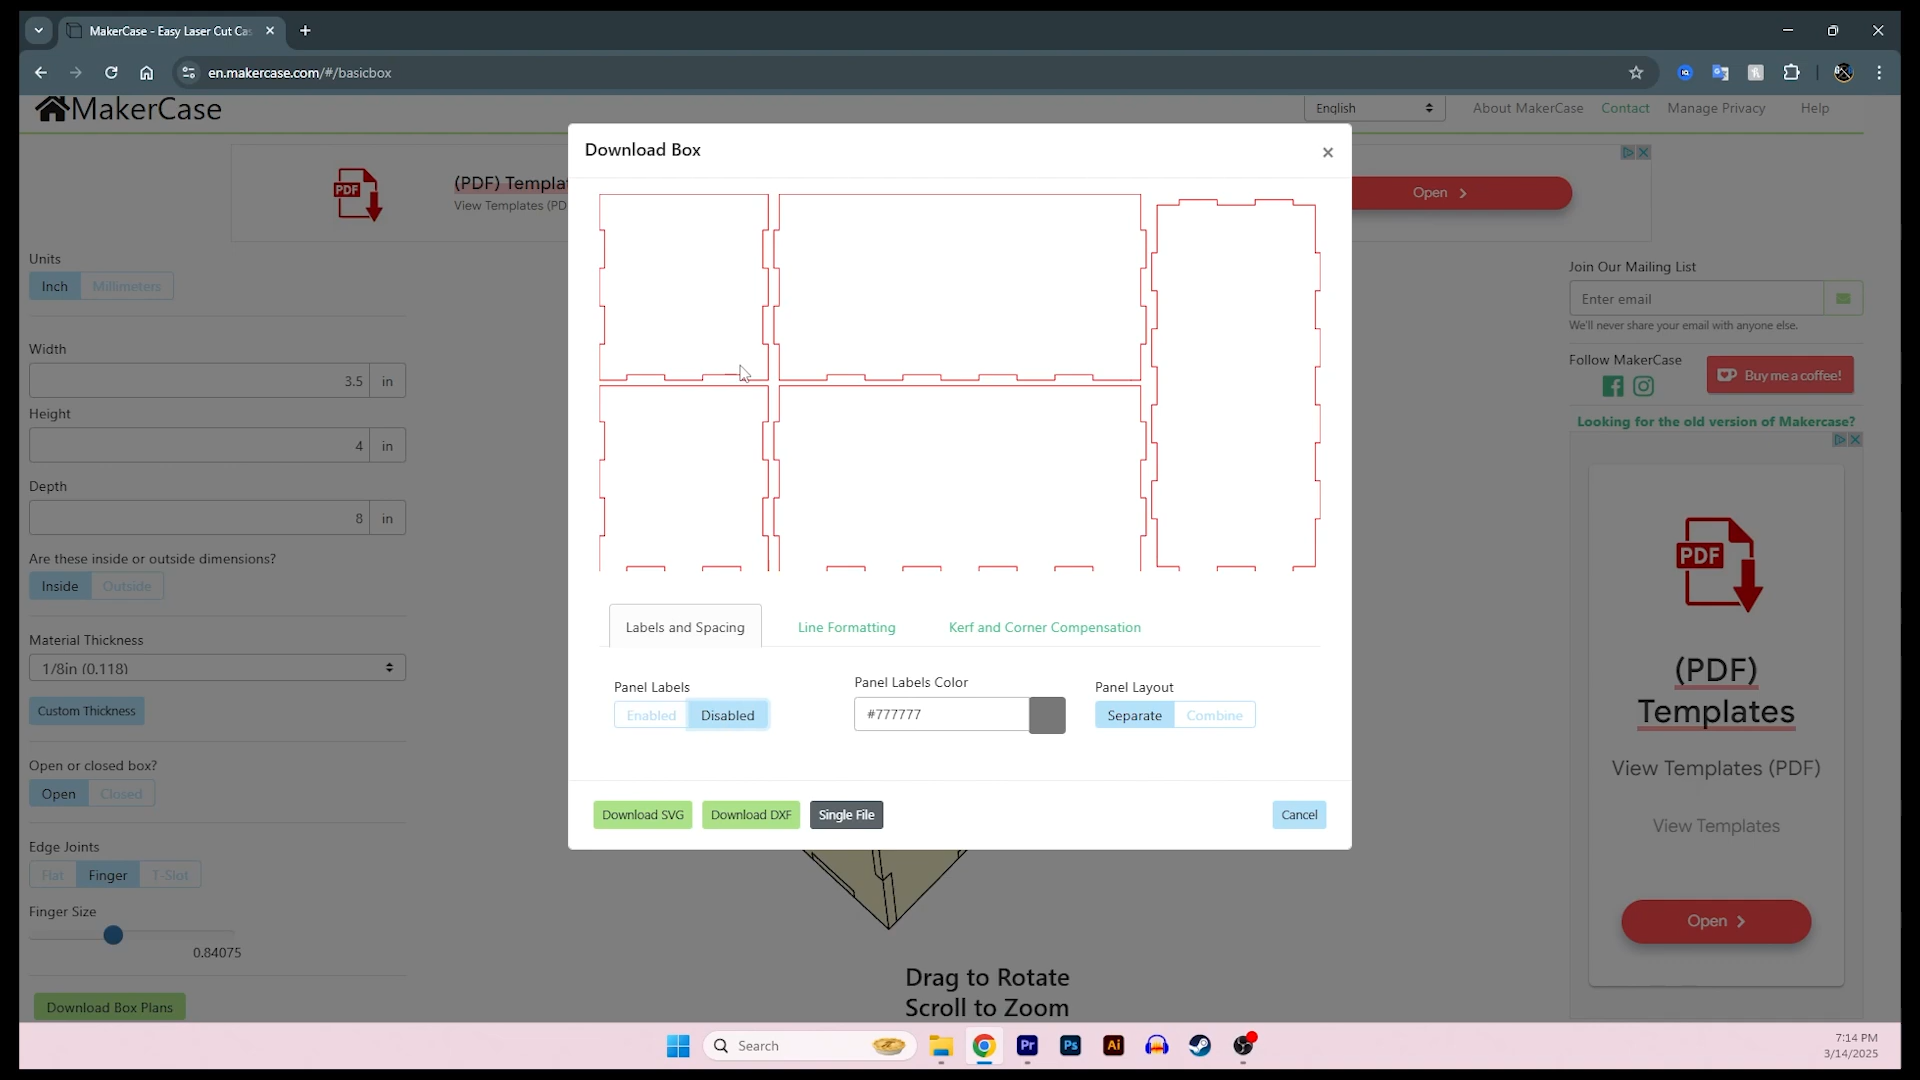 MakerCase - Easy Laser Cut Cas
en.makercase.com/#/basicbox
MakerCase
English
About MakerCase
Contact
Manage Privacy
Help
Download Box
PDF
(PDF) Templat
View Templates (PD
Open
Units
Inch
Millimeters
Width
3.5
in
Height
4
in
Depth
8
in
Are these inside or outside dimensions?
Inside
Outside
Material Thickness
1/8in (0.118)
Custom Thickness
Open or closed box?
Open
Closed
Edge Joints
Flat
Finger
T-Slot
Finger Size
0.84075
Download Box Plans
Labels and Spacing
Line Formatting
Kerf and Corner Compensation
Panel Labels
Enabled
Disabled
Panel Labels Color
#777777
Panel Layout
Separate
Combine
Download SVG
Download DXF
Single File
Cancel
Drag to Rotate
Scroll to Zoom
Join Our Mailing List
Enter email
We'll never share your email with anyone else.
Follow MakerCase
Buy me a coffee!
Looking for the old version of Makercase?
PDF
(PDF)
Templates
View Templates (PDF)
View Templates
Open
Search
Pr
Ps
Ai
7:14 PM
3/14/2025